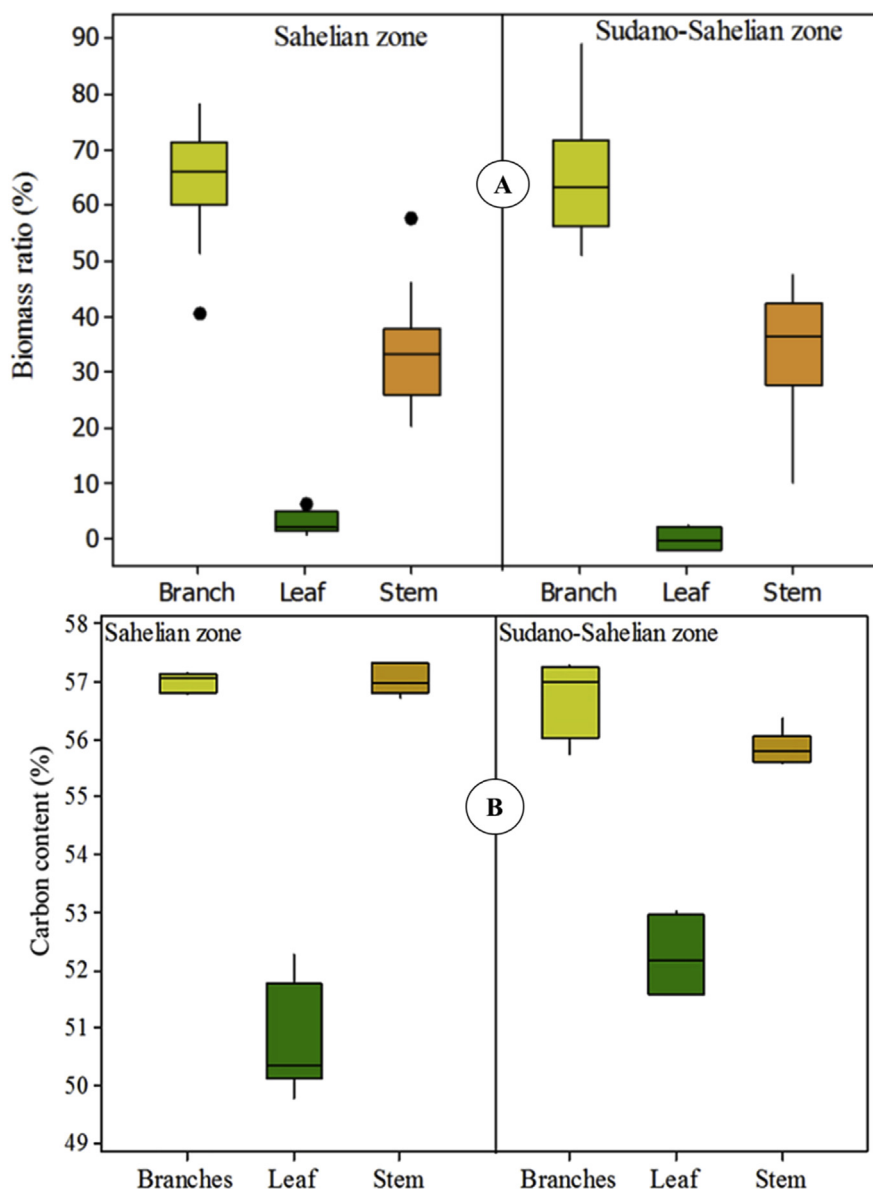 Sahelian zone
Sudano-Sahelian zone
Biomass ratio (%)
90
80
70
60
50
40
30
20
10
0
A
Branch Leaf Stem Branch Leaf Stem
Sahelian zone
Sudano-Sahelian zone
Carbon content (%)
58
57
56
55
54
53
52
51
50
49
B
Branches Leaf Stem Branches Leaf Stem